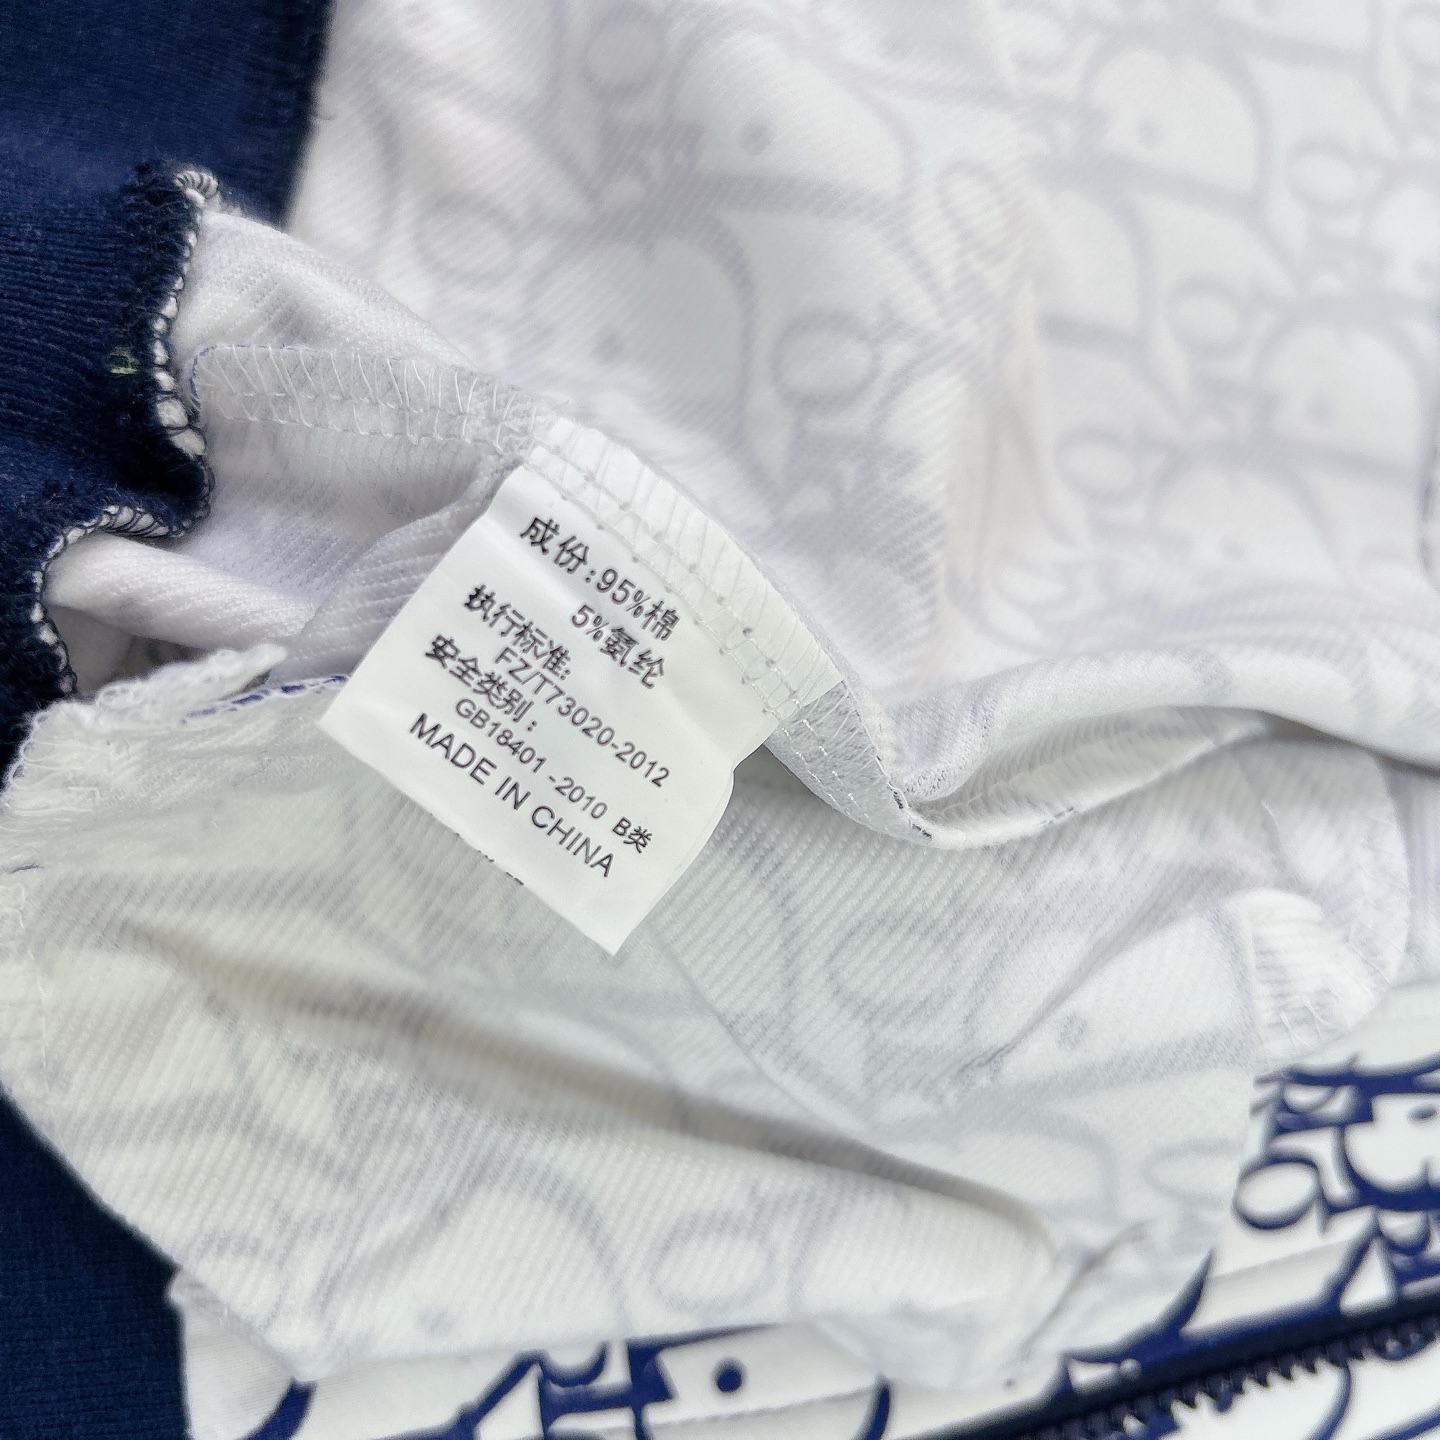 成份:95%棉
5%氨纶
执行标准:
FZ/T73020-2012
安全类别:
GB18401-2010 B类
MADE IN CHINA